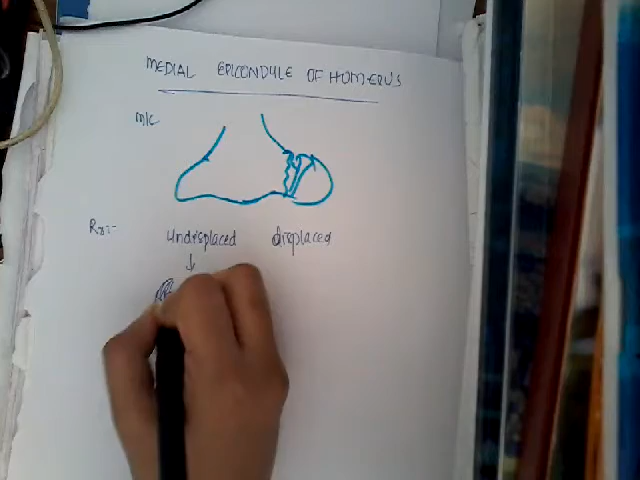 MEDIAL EPICONDYLE OF HUMERUS
M/C
Rx:- undisplaced displaced